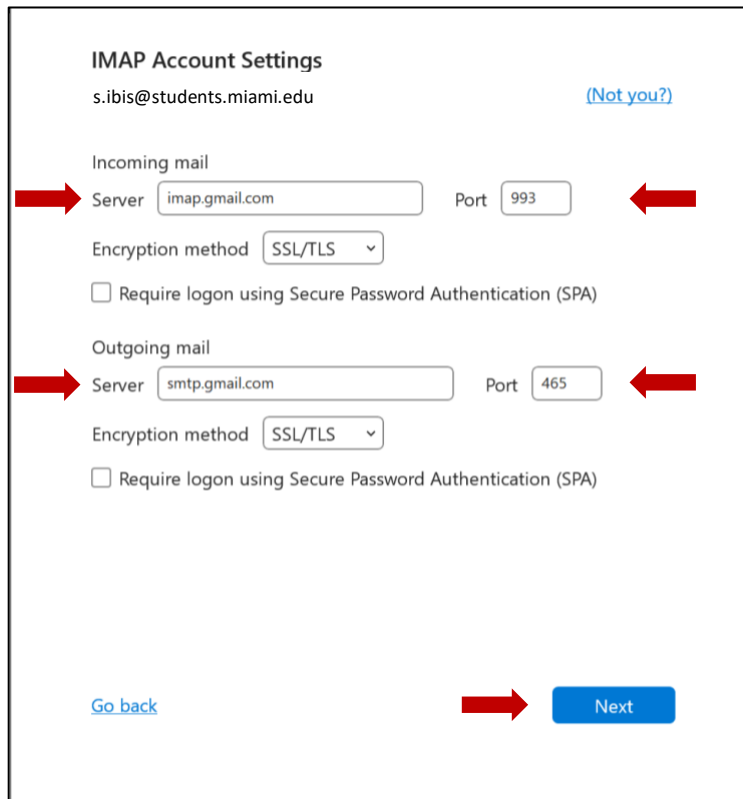 IMAP Account Settings
s.ibis@students.miami.edu (Not you?)
Incoming mail
Server imap.gmail.com Port 993
Encryption method SSL/TLS
Require logon using Secure Password Authentication (SPA)
Outgoing mail
Server smtp.gmail.com Port 465
Encryption method SSL/TLS
Require logon using Secure Password Authentication (SPA)
Go back Next